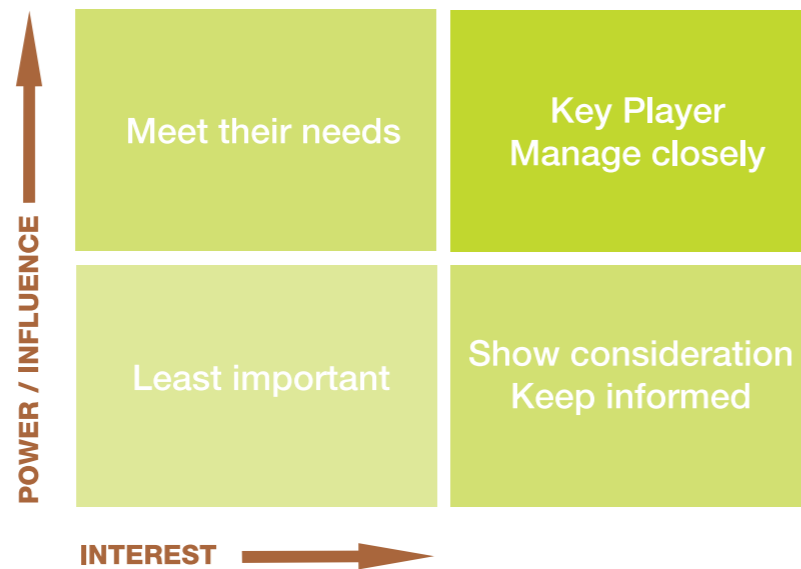 POWER / INFLUENCE
Meet their needs
Key Player
Manage closely
Least important
Show consideration
Keep informed
INTEREST